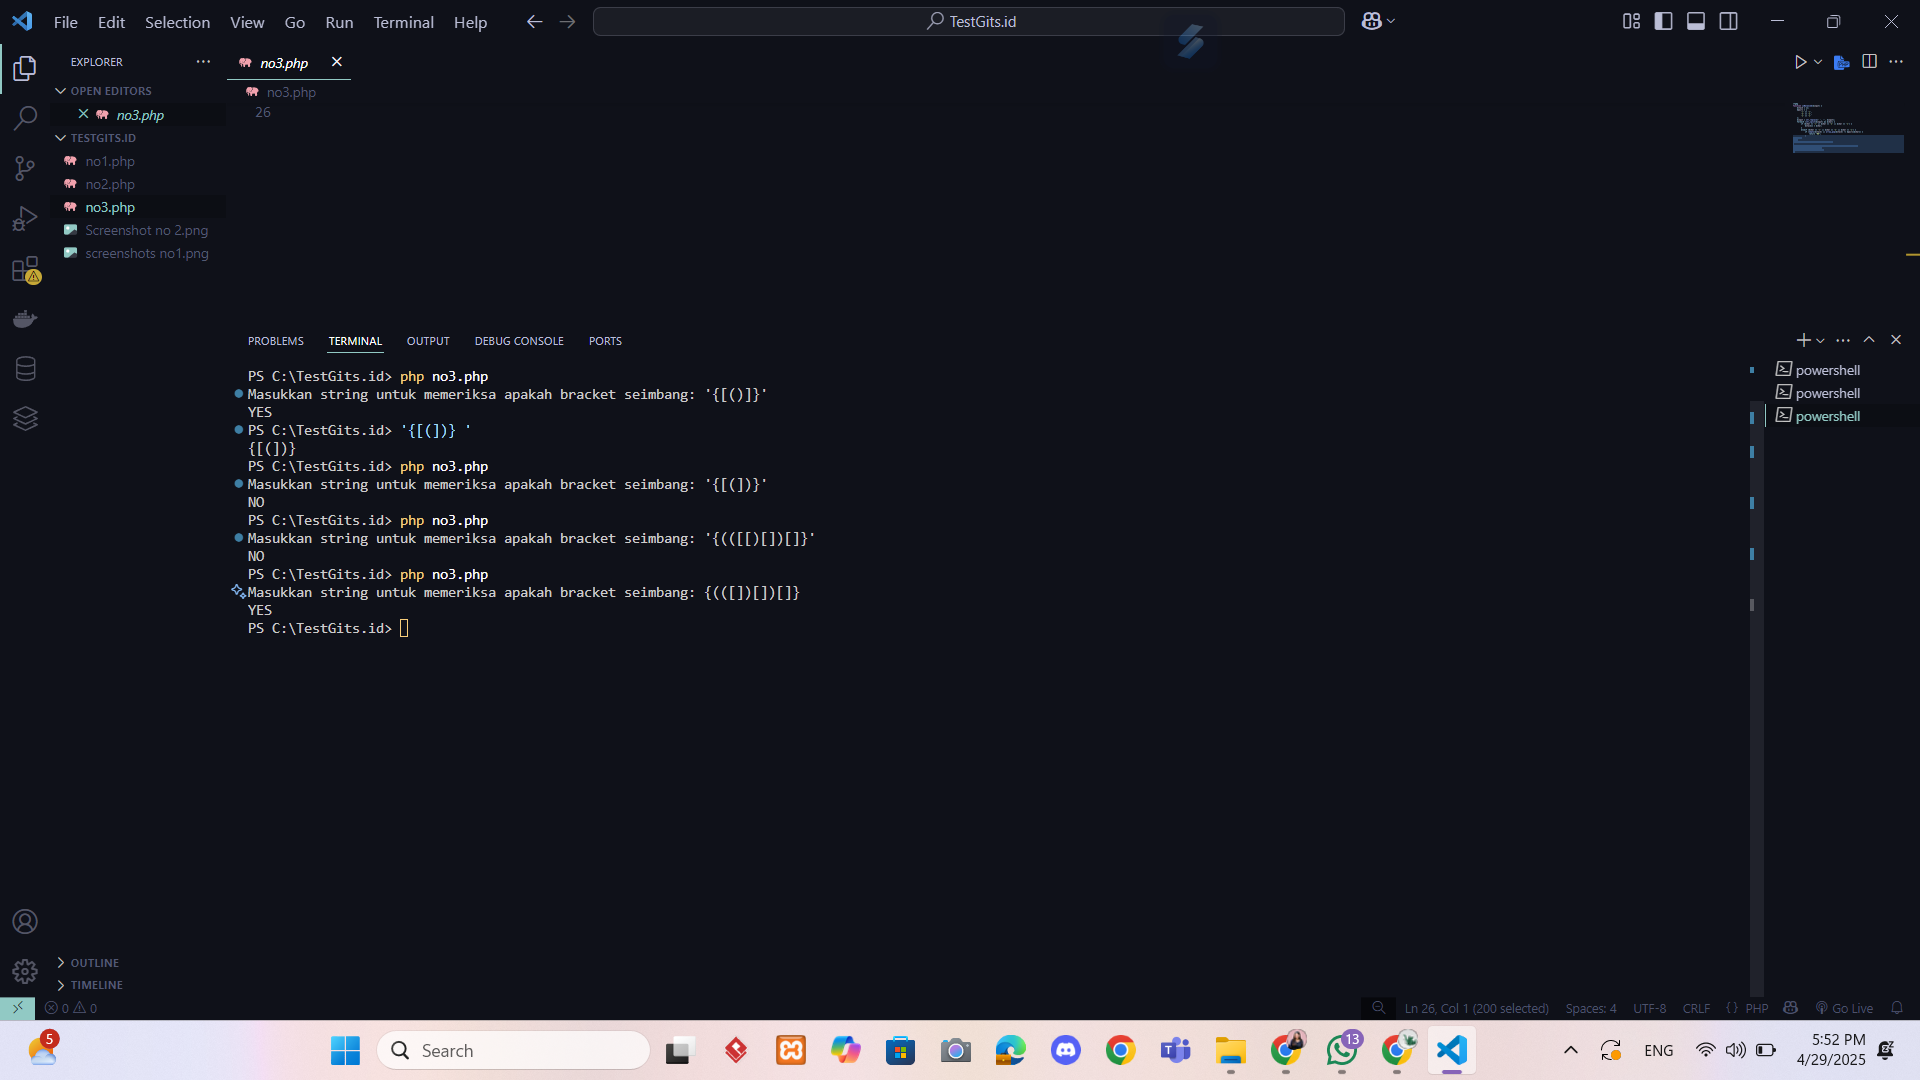 File Edit Selection View Go Run Terminal Help
TestGits.id
EXPLORER
OPEN EDITORS
no3.php
TESTGITS.ID
no1.php
no2.php
no3.php
Screenshot no 2.png
screenshots no1.png
OUTLINE
TIMELINE
no3.php
no3.php
26
PROBLEMS TERMINAL OUTPUT DEBUG CONSOLE PORTS
PS C:\TestGits.id> php no3.php
Masukkan string untuk memeriksa apakah bracket seimbang: '{[()]}'
YES
PS C:\TestGits.id> '{[(])} '
{[(])}
PS C:\TestGits.id> php no3.php
Masukkan string untuk memeriksa apakah bracket seimbang: '{[(])}'
NO
PS C:\TestGits.id> php no3.php
Masukkan string untuk memeriksa apakah bracket seimbang: '{(([[)[])[]}'
NO
PS C:\TestGits.id> php no3.php
Masukkan string untuk memeriksa apakah bracket seimbang: {(([])[])[]}
YES
PS C:\TestGits.id>
powershell
powershell
powershell
0 0
Ln 26, Col 1 (200 selected) Spaces: 4 UTF-8 CRLF { } PHP Go Live
5
Search
13
ENG
5:52 PM
4/29/2025